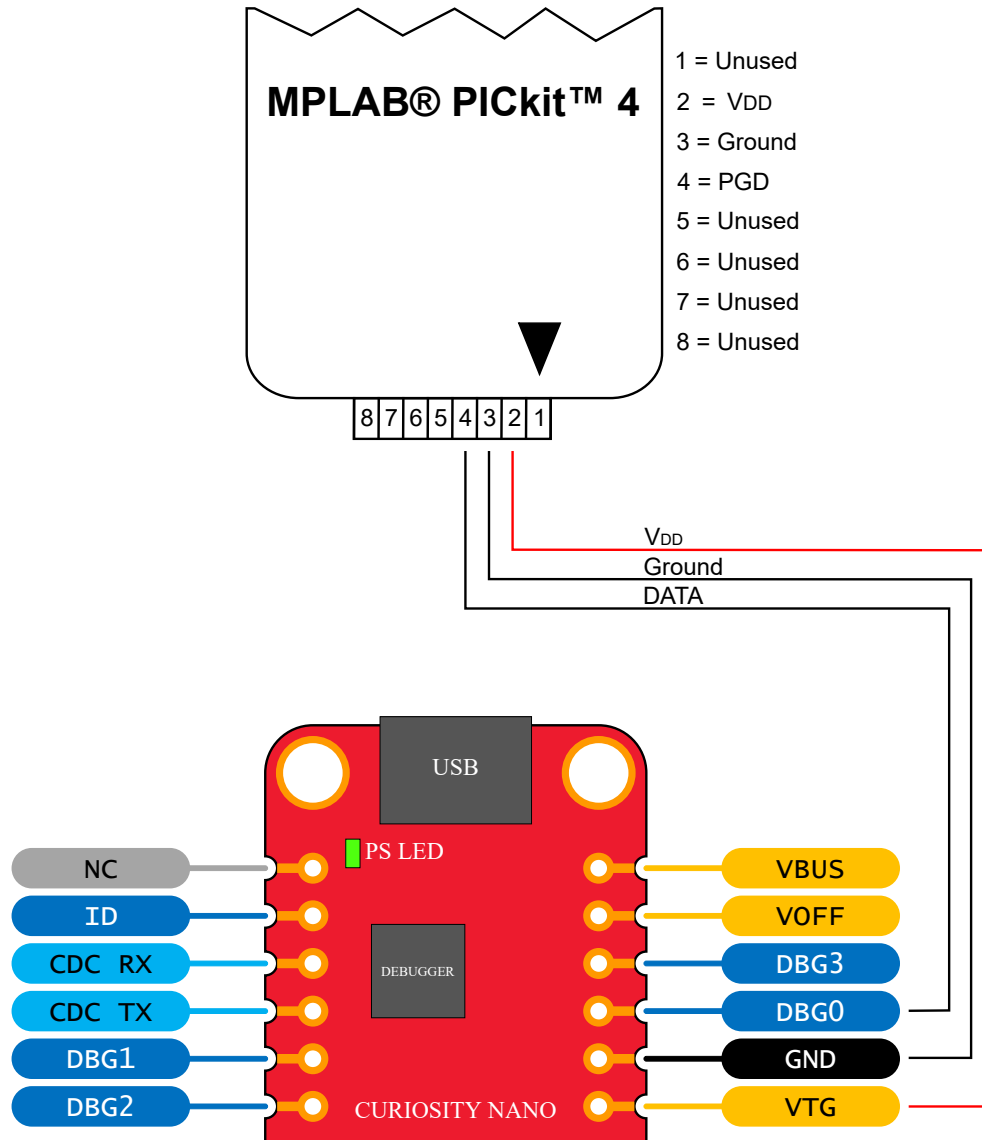 MPLAB® PICkit™ 4
1 = Unused
2 = VDD
3 = Ground
4 = PGD
5 = Unused
6 = Unused
7 = Unused
8 = Unused
8 7 6 5 4 3 2 1
VDD
Ground
DATA
USB
PS LED
NC
VBUS
ID
VOFF
CDC RX
DEBUGGER
DBG3
CDC TX
DBG0
DBG1
GND
DBG2
CURIOSITY NANO
VTG